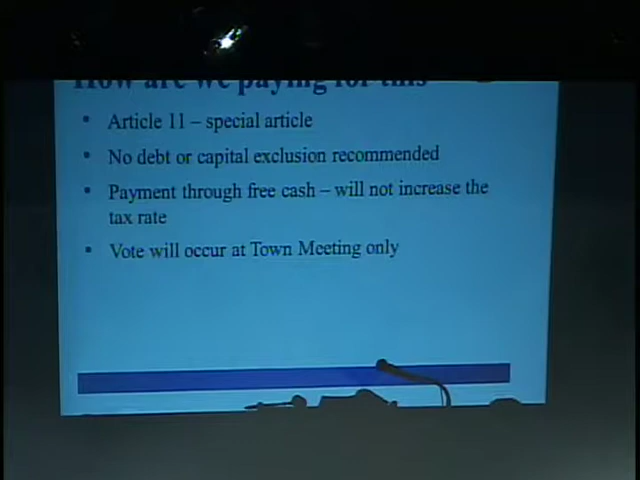 How are we paying for this
• Article 11 – special article
• No debt or capital exclusion recommended
• Payment through free cash – will not increase the
tax rate
• Vote will occur at Town Meeting only